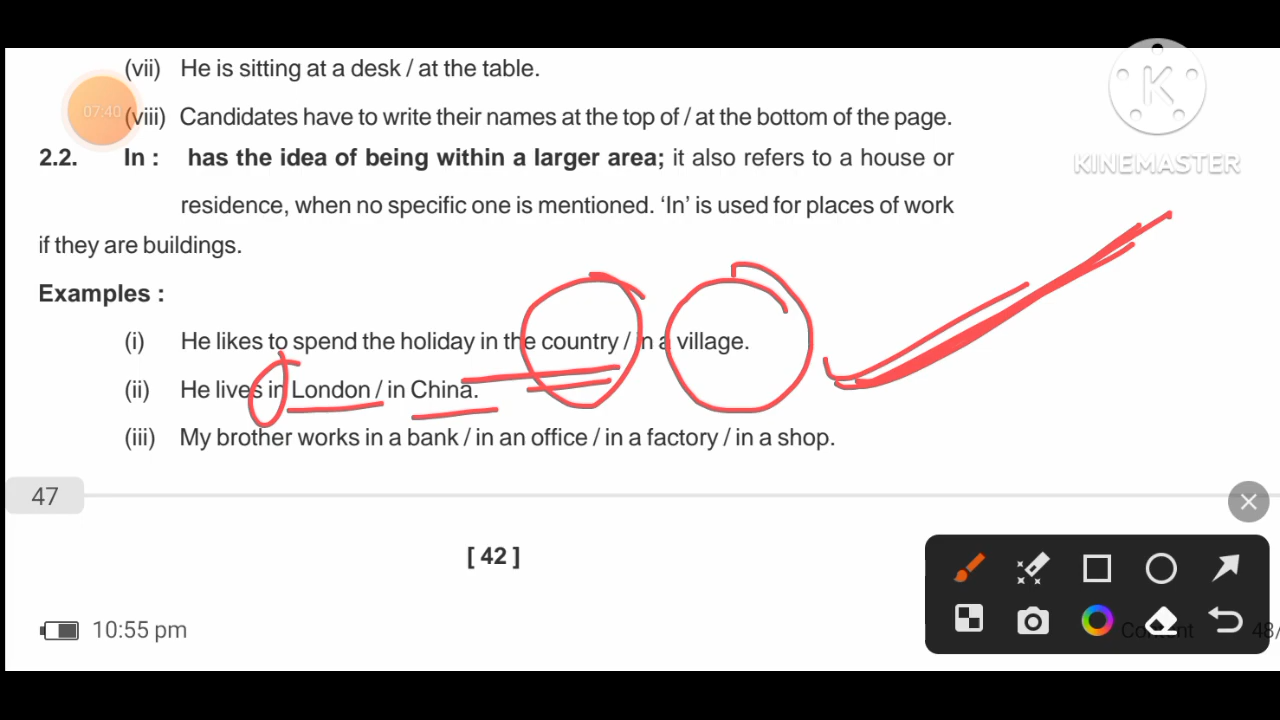 (vii) He is sitting at a desk / at the table.
07:40
(viii) Candidates have to write their names at the top of / at the bottom of the page.
K
KINEMASTER
2.2. In : has the idea of being within a larger area; it also refers to a house or
residence, when no specific one is mentioned. ‘In’ is used for places of work
if they are buildings.
Examples :
(i) He likes to spend the holiday in the country / in a village.
(ii) He lives in London / in China.
(iii) My brother works in a bank / in an office / in a factory / in a shop.
47
[ 42 ]
10:55 pm
Content 48/